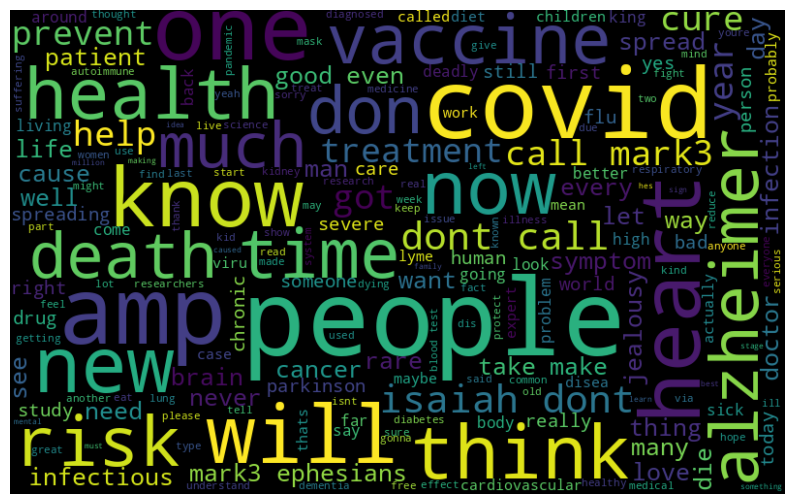 around thought diagnosed called diet children king cure
prevent one vaccine spread day
patient pandemic mask give youre
suffering autoimmune back good even deadly still first yes person probably
health don covid year
living help yeah sorry treat medicine flu work mind fight two
life idea live science much treatment call mark3 due
cause women use man care better respiratory infection
well million making find last start kidney research real got every mean left hes sign
spreading might may week keep issue illness let way
know now heart alzheimer
part come thank show severe dont call high bad reduce
death time kid read system lyme human symptom anyone
right viru made someone dying want going look world actually kind serious everyone
drug feel lot researchers caused family fact known problem doctor
getting amp people chronic blood test dis protect expert jealousy
see case used cancer rare take make
new another eat lung brain parkinson maybe said common disea stage
study need never isnt isaiah dont thing via best ill
mental please tell diabetes far old body really sick learn today
great type thats say sure gonna many hope
risk will think die love
must infectious mark3 ephesians cardiovascular medical
understand dementia free effect healthy something